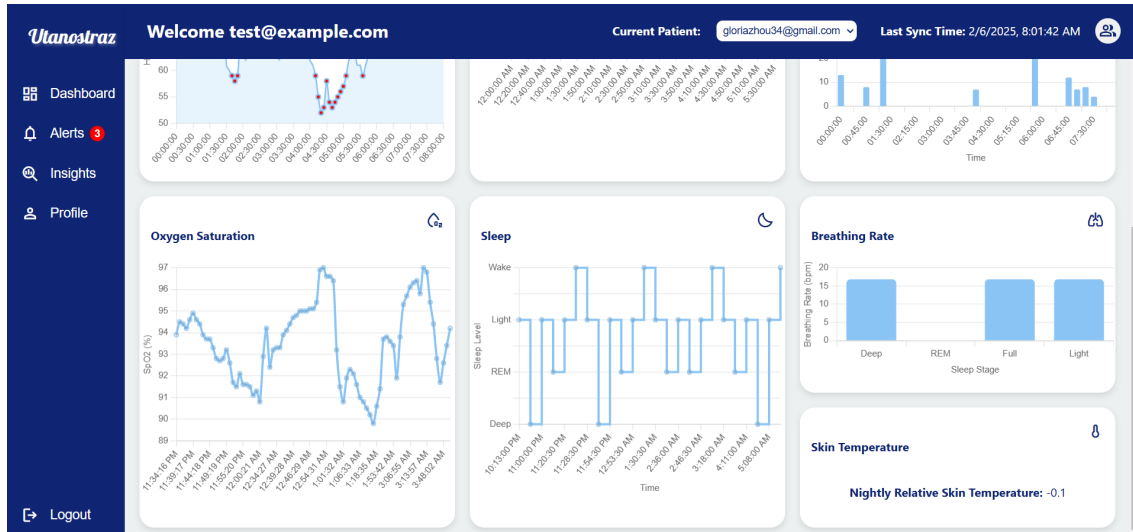 Utanostraz
Welcome test@example.com
Current Patient:
gloriazhou34@gmail.com
Last Sync Time: 2/6/2025, 8:01:42 AM
Dashboard
Alerts 3
Insights
Profile
Logout
60
55
50
00:00:00
00:30:00
01:00:00
01:30:00
02:00:00
02:30:00
03:00:00
03:30:00
04:00:00
04:30:00
05:00:00
05:30:00
06:00:00
06:30:00
07:00:00
07:30:00
08:00:00
12:00:00 AM
12:20:00 AM
12:40:00 AM
1:00:00 AM
1:30:00 AM
1:50:00 AM
2:10:00 AM
2:30:00 AM
2:50:00 AM
3:10:00 AM
3:30:00 AM
3:50:00 AM
4:10:00 AM
4:30:00 AM
4:50:00 AM
5:10:00 AM
5:30:00 AM
20
10
0
00:00:00
00:45:00
01:30:00
02:15:00
03:00:00
03:45:00
04:30:00
05:15:00
06:00:00
06:45:00
07:30:00
Time
Oxygen Saturation
O2
SpO2 (%)
97
96
95
93
92
91
90
89
11:34:16 PM
11:39:17 PM
11:44:18 PM
11:49:19 PM
11:55:20 PM
12:00:21 AM
12:34:27 AM
12:39:28 AM
12:46:29 AM
12:54:31 AM
1:01:32 AM
1:06:33 AM
1:18:35 AM
1:53:42 AM
3:06:55 AM
3:13:57 AM
3:48:02 AM
Sleep
Sleep Level
Wake
Light
REM
Deep
10:13:00 PM
11:00:00 PM
11:20:30 PM
11:28:30 PM
11:54:30 PM
12:53:30 AM
1:30:30 AM
2:36:00 AM
2:46:30 AM
3:18:00 AM
4:11:00 AM
5:08:00 AM
Time
Breathing Rate
Breathing Rate (bpm)
20
15
10
5
0
Deep
REM
Full
Light
Sleep Stage
Skin Temperature
Nightly Relative Skin Temperature: -0.1